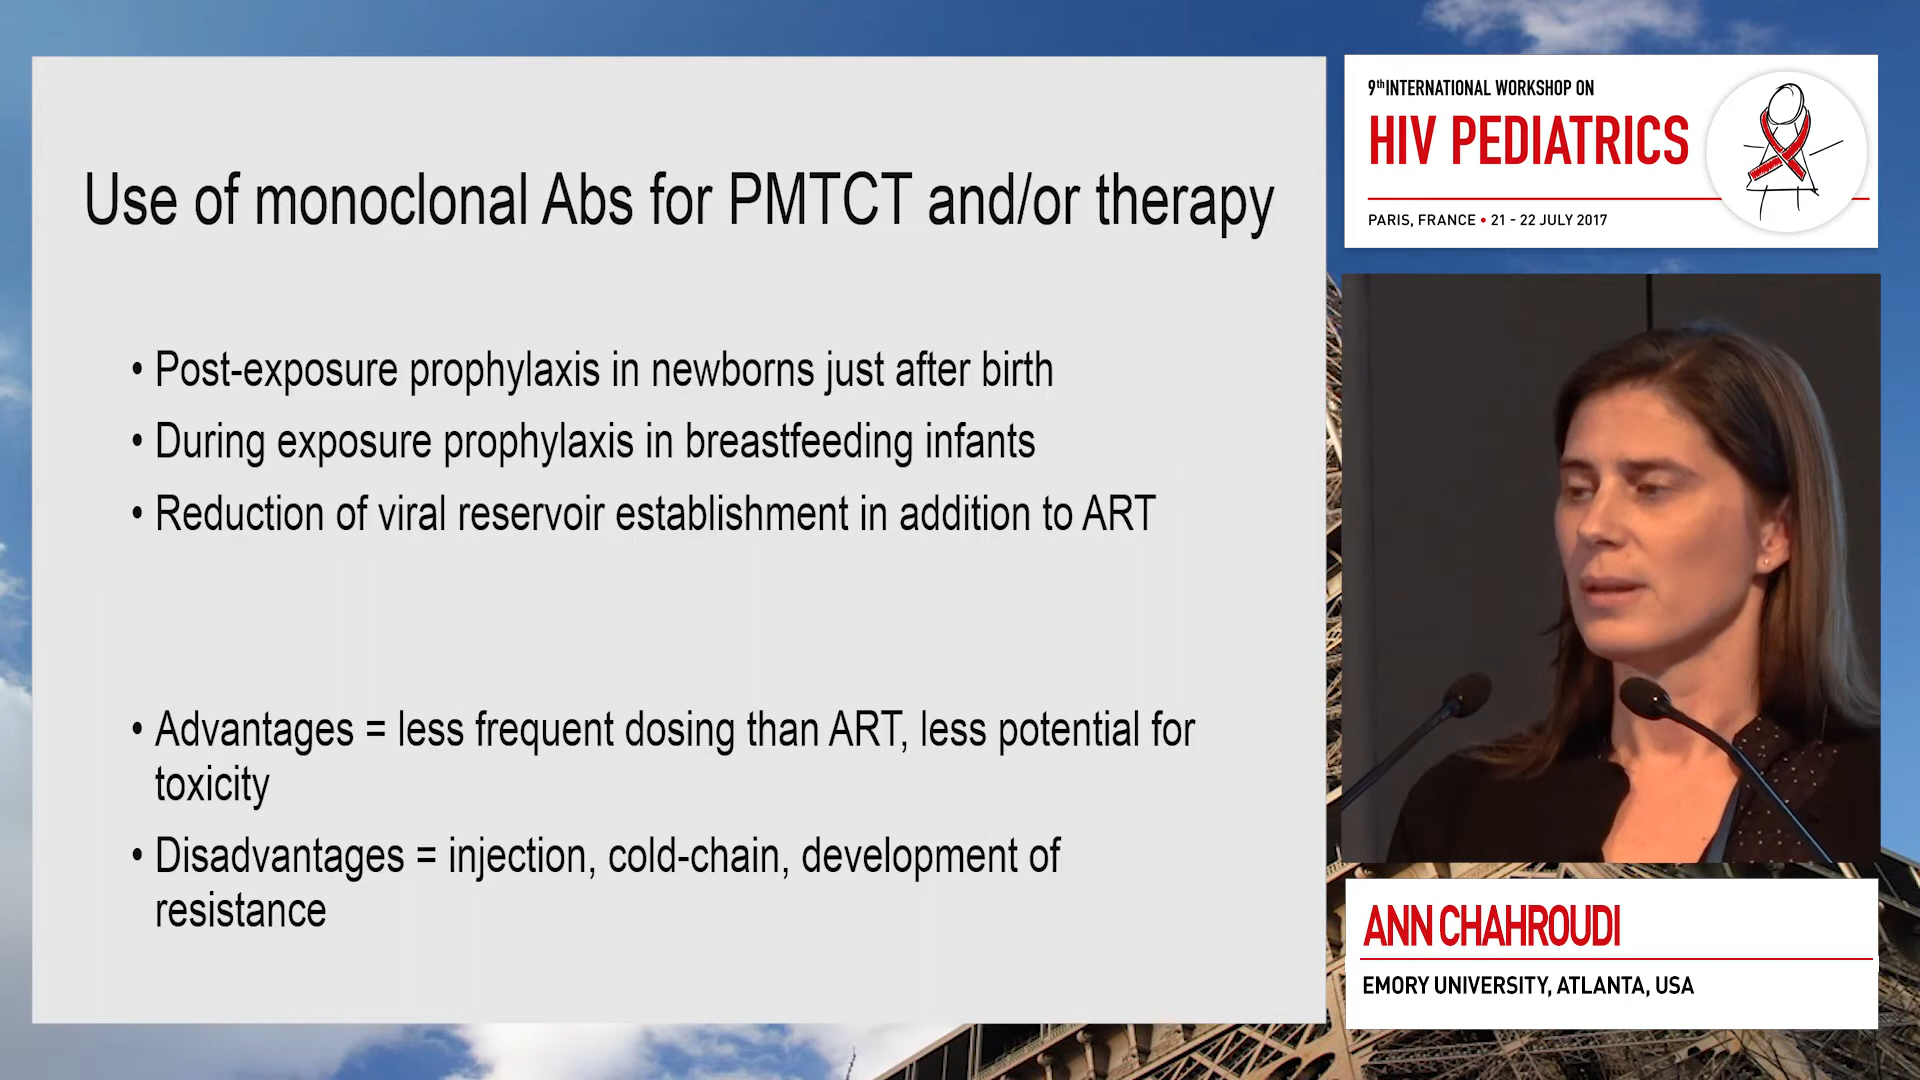 Use of monoclonal Abs for PMTCT and/or therapy
• Post-exposure prophylaxis in newborns just after birth
• During exposure prophylaxis in breastfeeding infants
• Reduction of viral reservoir establishment in addition to ART
• Advantages = less frequent dosing than ART, less potential for
toxicity
• Disadvantages = injection, cold-chain, development of
resistance
9th INTERNATIONAL WORKSHOP ON
HIV PEDIATRICS
PARIS, FRANCE • 21 - 22 JULY 2017
ANN CHAHROUDI
EMORY UNIVERSITY, ATLANTA, USA